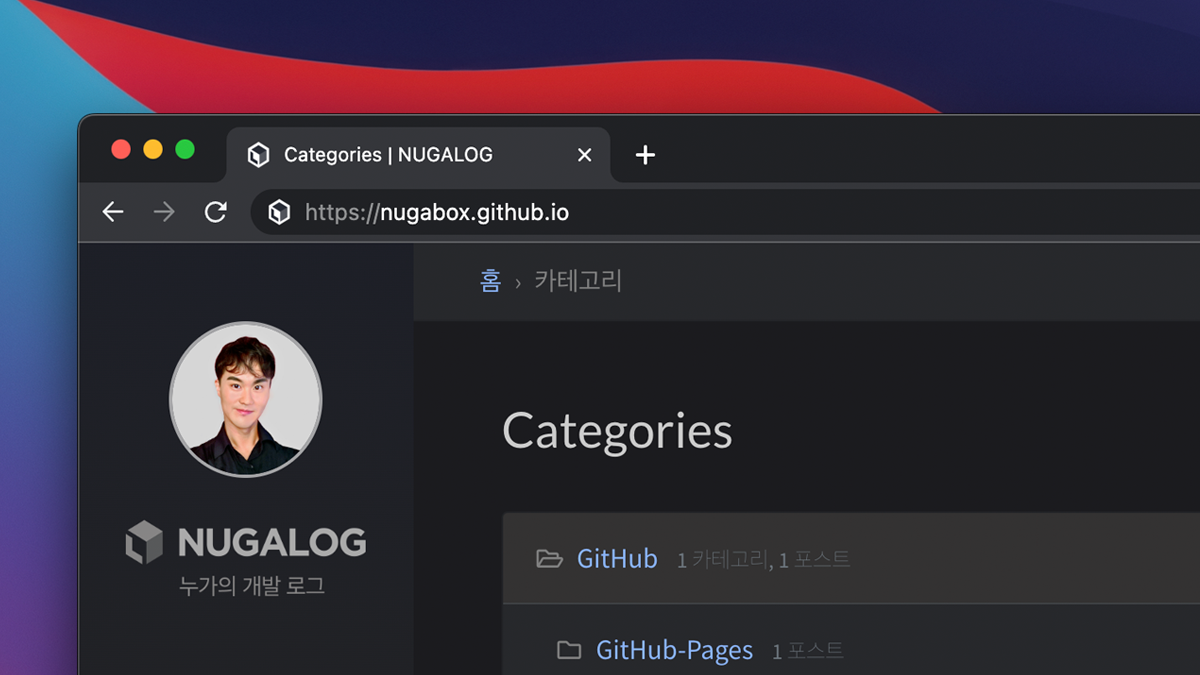 Categories | NUGALOG
https://nugabox.github.io
홈 › 카테고리
Categories
NUGALOG
누가의 개발 로그
GitHub 1 카테고리, 1 포스트
GitHub-Pages 1 포스트